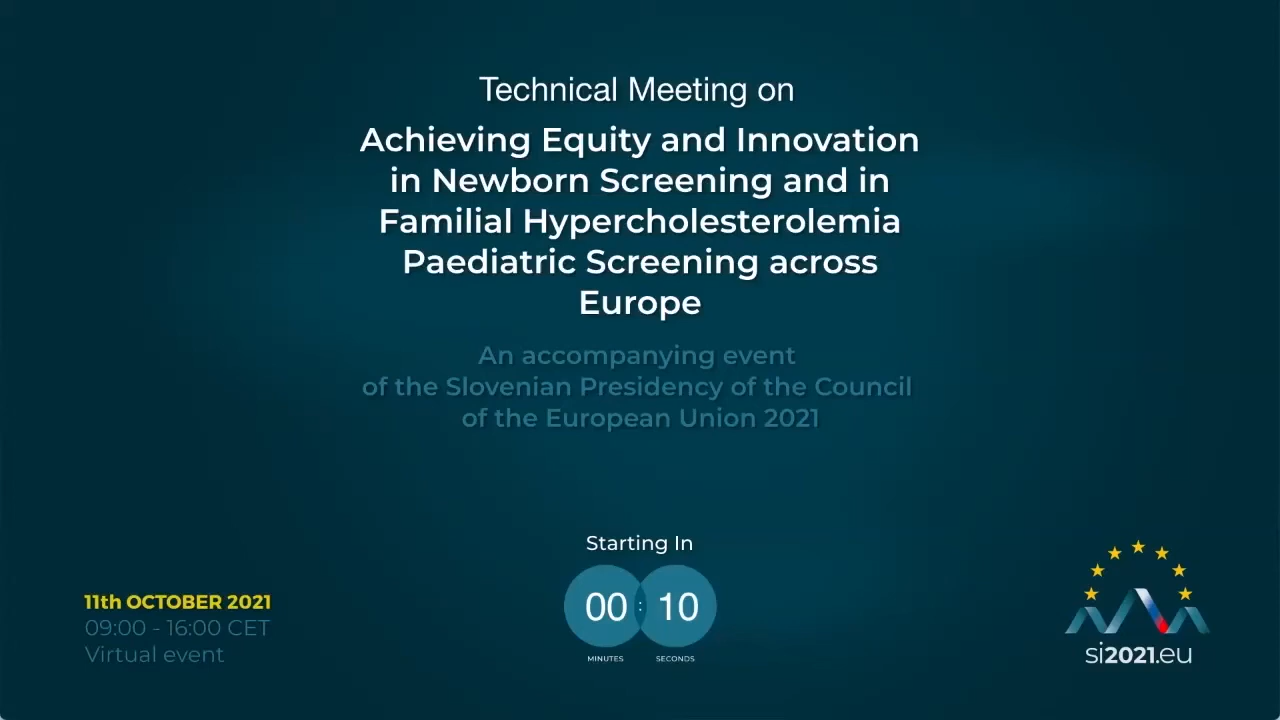 Technical Meeting on
Achieving Equity and Innovation
in Newborn Screening and in
Familial Hypercholesterolemia
Paediatric Screening across
Europe
An accompanying event
of the Slovenian Presidency of the Council
of the European Union 2021
Starting In
00 : 10
MINUTES SECONDS
11th OCTOBER 2021
09:00 - 16:00 CET
Virtual event
si2021.eu